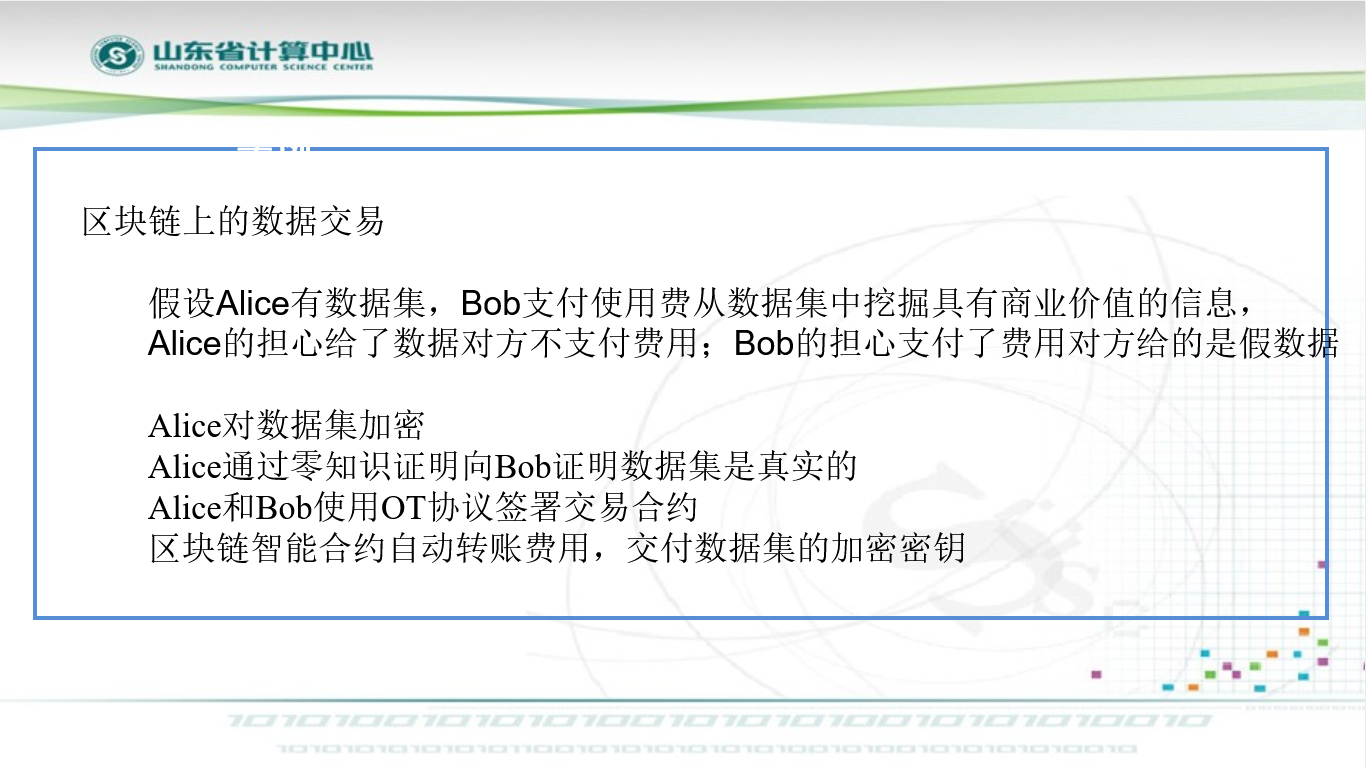 山东省计算中心
SHANDONG COMPUTER SCIENCE CENTER
区块链上的数据交易
假设Alice有数据集，Bob支付使用费从数据集中挖掘具有商业价值的信息，
Alice的担心给了数据对方不支付费用；Bob的担心支付了费用对方给的是假数据
Alice对数据集加密
Alice通过零知识证明向Bob证明数据集是真实的
Alice和Bob使用OT协议签署交易合约
区块链智能合约自动转账费用，交付数据集的加密密钥